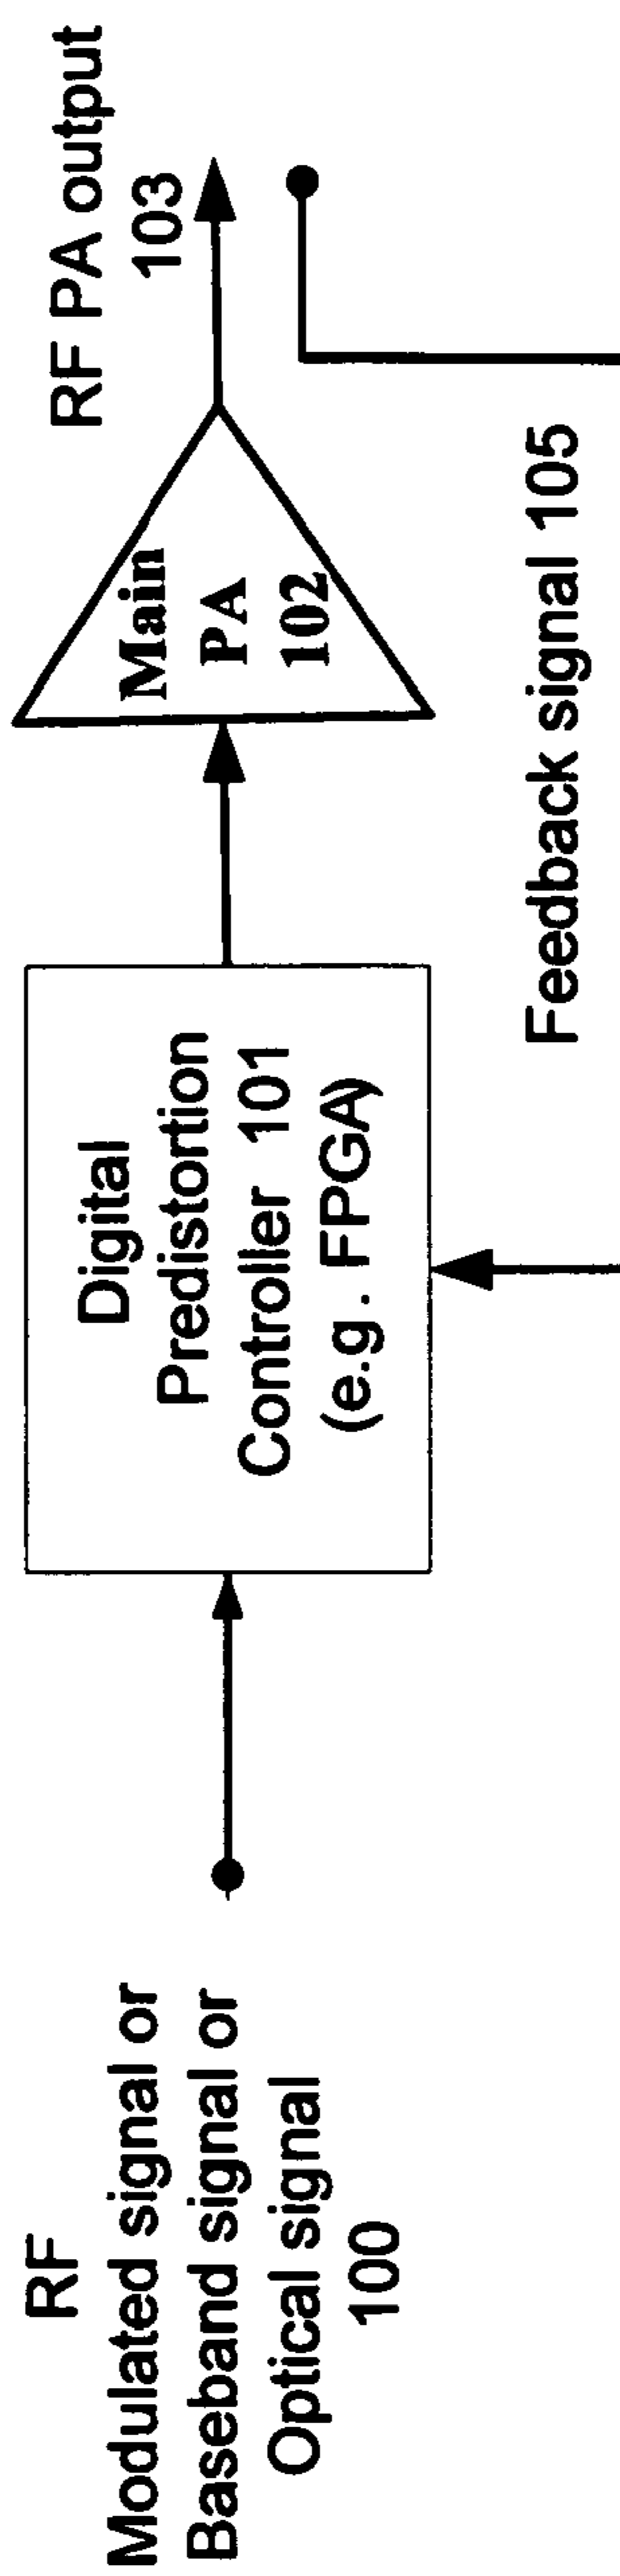 RF
Modulated signal or
Baseband signal or
Optical signal
100
Digital
Predistortion
Controller 101
(e.g. FPGA)
Main
PA
102
RF PA output
103
Feedback signal 105